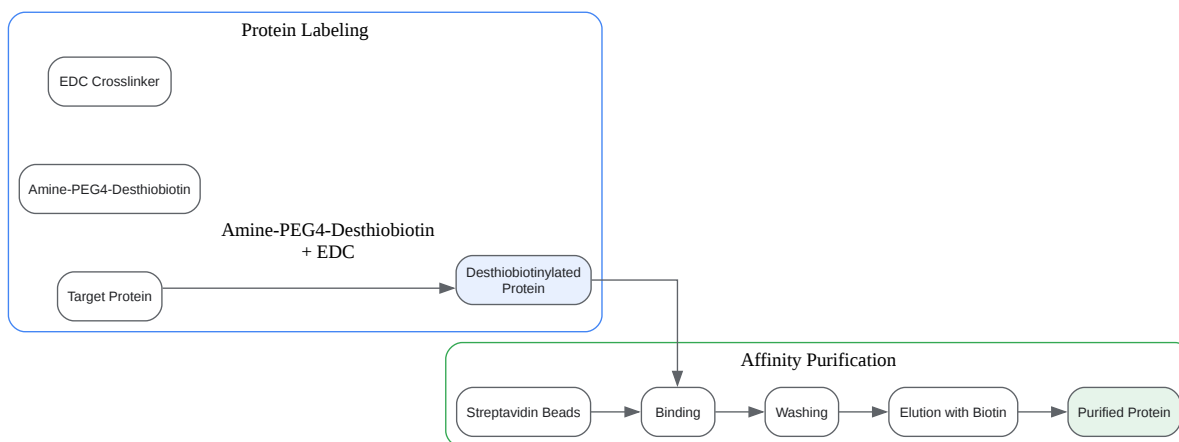 Protein Labeling
EDC Crosslinker
Amine-PEG4-Desthiobiotin
Amine-PEG4-Desthiobiotin
+ EDC
Target Protein
Desthiobiotinylated
Protein
Affinity Purification
Streptavidin Beads
Binding
Washing
Elution with Biotin
Purified Protein